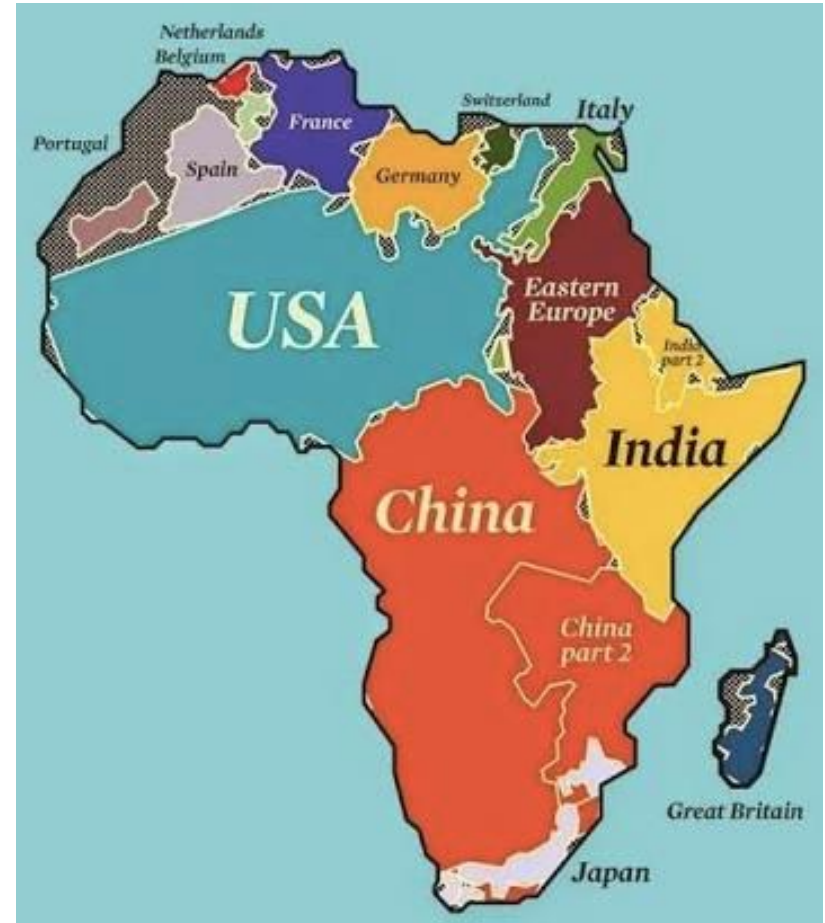 Netherlands
Belgium
Portugal
Spain
France
Germany
Switzerland
Italy
USA
Eastern
Europe
India
part 2
India
China
China
part 2
Great Britain
Japan